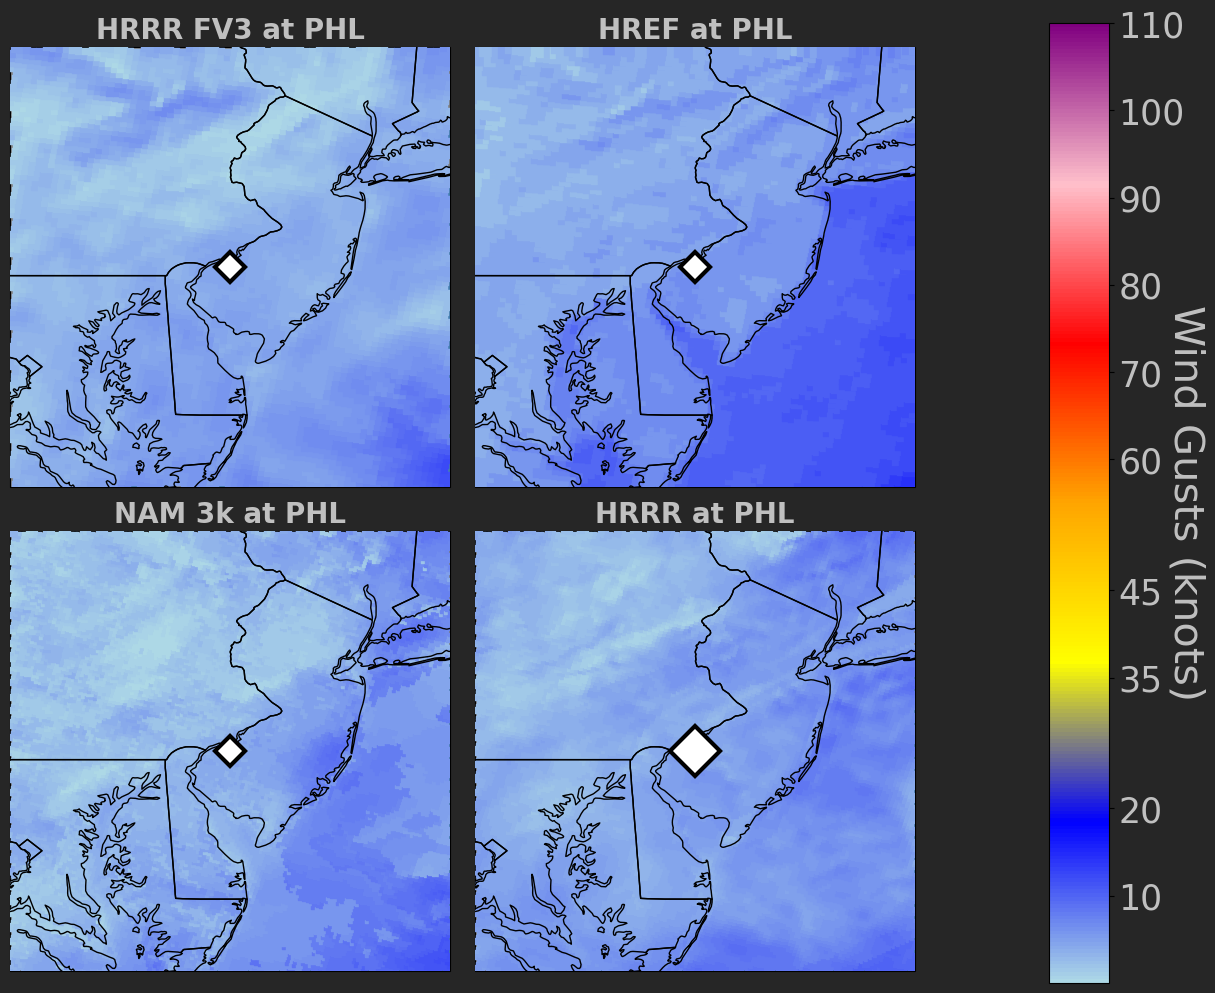 HRRR FV3 at PHL
HREF at PHL
NAM 3k at PHL
HRRR at PHL
110
100
90
80
70
60
45
35
20
10
Wind Gusts (knots)